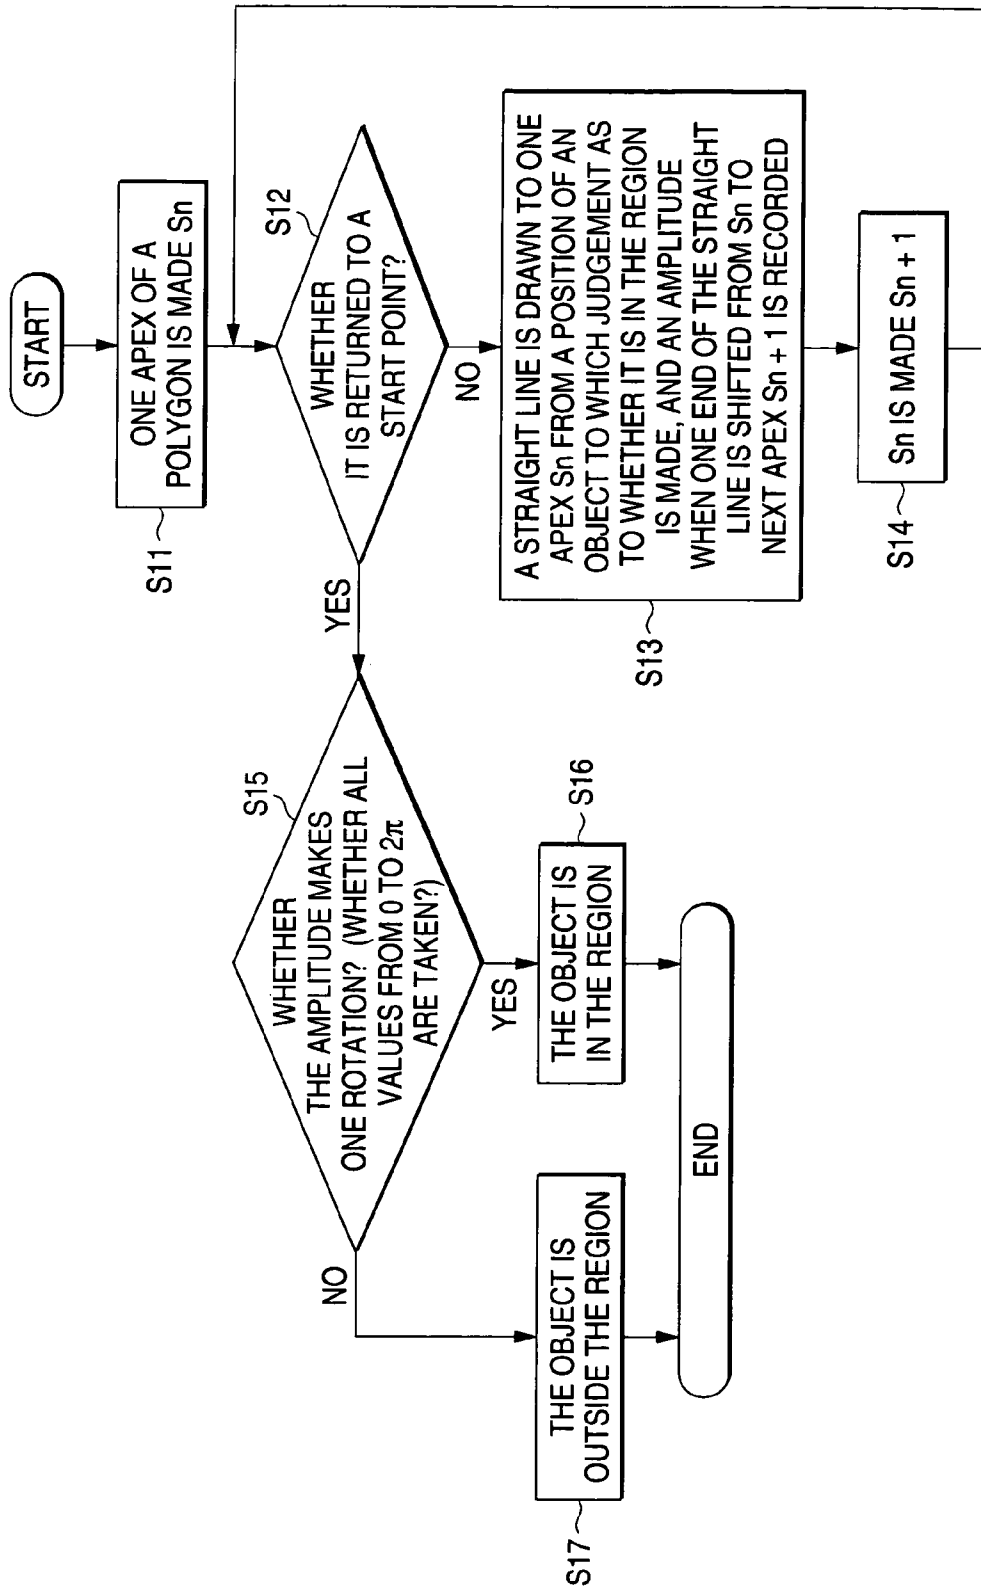 START
ONE APEX OF A
POLYGON IS MADE Sn
S11
S12
WHETHER
IT IS RETURNED TO A
START POINT?
NO
YES
A STRAIGHT LINE IS DRAWN TO ONE
APEX Sn FROM A POSITION OF AN
OBJECT TO WHICH JUDGEMENT AS
TO WHETHER IT IS IN THE REGION
IS MADE, AND AN AMPLITUDE
WHEN ONE END OF THE STRAIGHT
LINE IS SHIFTED FROM Sn TO
NEXT APEX Sn + 1 IS RECORDED
S13
Sn IS MADE Sn + 1
S14
S15
WHETHER
THE AMPLITUDE MAKES
ONE ROTATION? (WHETHER ALL
VALUES FROM 0 TO 2π
ARE TAKEN?)
YES
NO
S16
THE OBJECT IS
IN THE REGION
THE OBJECT IS
OUTSIDE THE REGION
S17
END